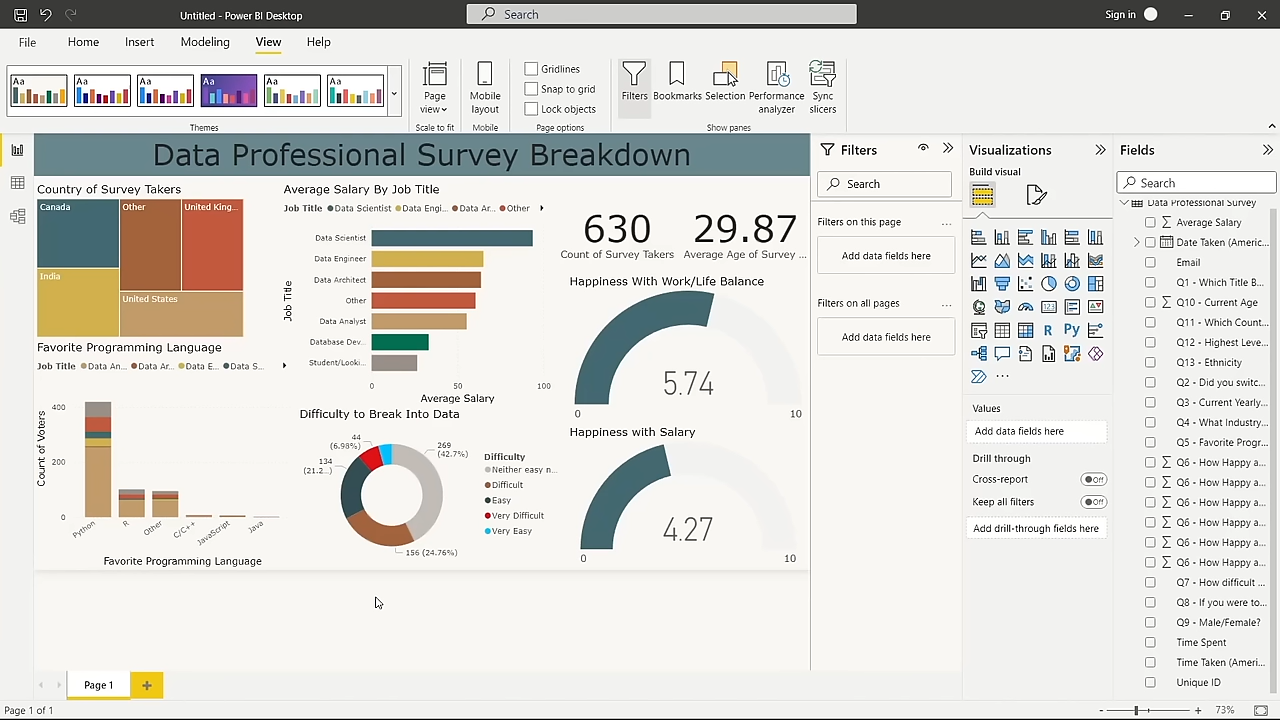 Untitled - Power BI Desktop
Search
Sign in
File
Home
Insert
Modeling
View
Help
Aa
Aa
Aa
Aa
Aa
Aa
Themes
Page view
Scale to fit
Mobile layout
Mobile
Gridlines
Snap to grid
Lock objects
Page options
Filters
Bookmarks
Selection
Performance analyzer
Sync slicers
Show panes
Data Professional Survey Breakdown
Country of Survey Takers
Canada
Other
United King...
India
United States
Average Salary By Job Title
Job Title
Data Scientist
Data Engi...
Data Ar...
Other
Job Title
Data Scientist
Data Engineer
Data Architect
Other
Data Analyst
Database Dev...
Student/Looki...
0
50
100
Average Salary
630
Count of Survey Takers
29.87
Average Age of Survey ...
Happiness With Work/Life Balance
5.74
0
10
Happiness with Salary
4.27
0
10
Favorite Programming Language
Job Title
Data An...
Data Ar...
Data E...
Data S...
Count of Voters
400
200
0
Python
R
Other
C/C++
JavaScript
Java
Favorite Programming Language
Difficulty to Break Into Data
44
(6.98%)
269
(42.7%)
134
(21.2...)
156 (24.76%)
Difficulty
Neither easy n...
Difficult
Easy
Very Difficult
Very Easy
Filters
Search
Filters on this page
...
Add data fields here
Filters on all pages
...
Add data fields here
Visualizations
Build visual
R
Py
...
Values
Add data fields here
Drill through
Cross-report
Off
Keep all filters
Off
Add drill-through fields here
Fields
Search
Data Professional Survey
Average Salary
Date Taken (Americ...
Email
Q1 - Which Title B...
Q10 - Current Age
Q11 - Which Count...
Q12 - Highest Leve...
Q13 - Ethnicity
Q2 - Did you switc...
Q3 - Current Yearly...
Q4 - What Industry...
Q5 - Favorite Progr...
Q6 - How Happy a...
Q6 - How Happy a...
Q6 - How Happy a...
Q6 - How Happy a...
Q6 - How Happy a...
Q6 - How Happy a...
Q7 - How difficult ...
Q8 - If you were to...
Q9 - Male/Female?
Time Spent
Time Taken (Ameri...
Unique ID
Page 1
Page 1 of 1
73%